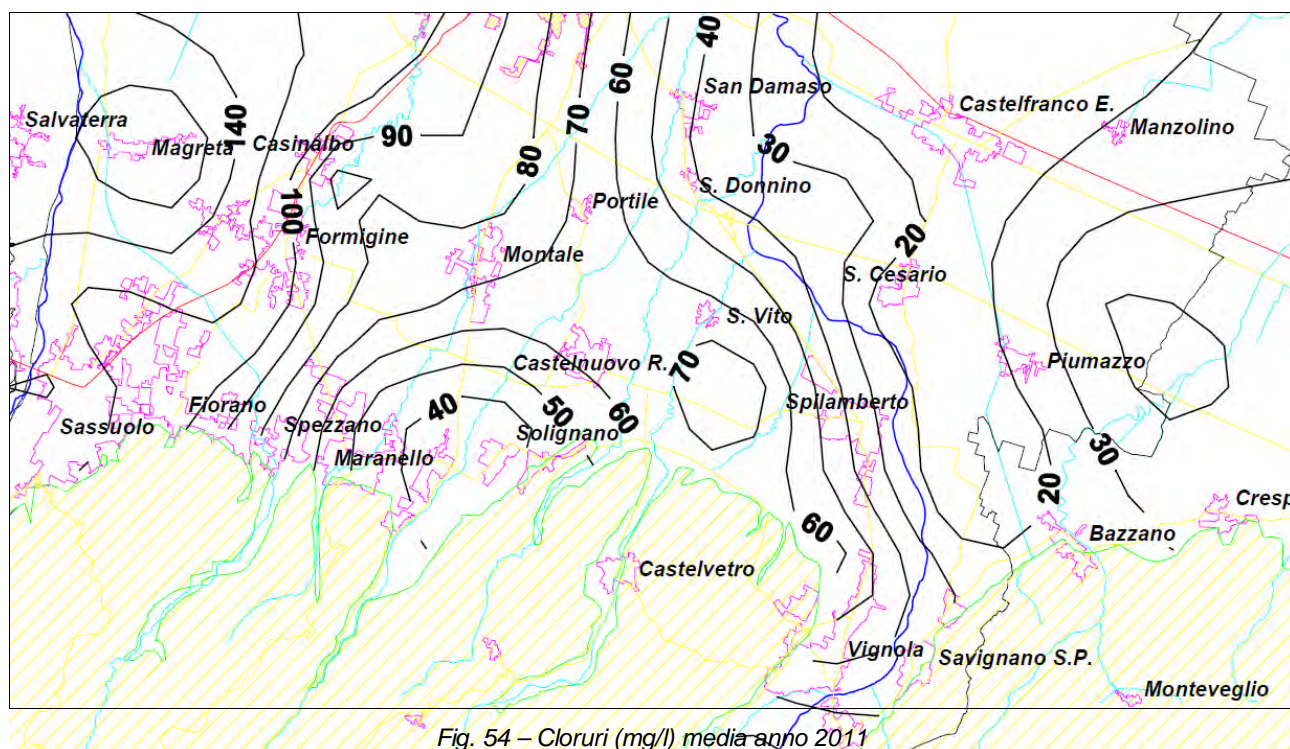 40
60
70
San Damaso
Castelfranco E.
Manzolino
Salvaterra
140
Magreta
Casinalbo
90
80
30
S. Donnino
100
Portile
Formigine
Montale
20
S. Cesario
S. Vito
Castelnuovo R.
70
Piumazzo
Sassuolo
Fiorano
Spezzano
40
50
60
Spilamberto
Solignano
Maranello
30
20
Cresp
60
Bazzano
Castelvetro
Vignola
Savignano S.P.
Monteveglio
Fig. 54 – Cloruri (mg/l) media anno 2011